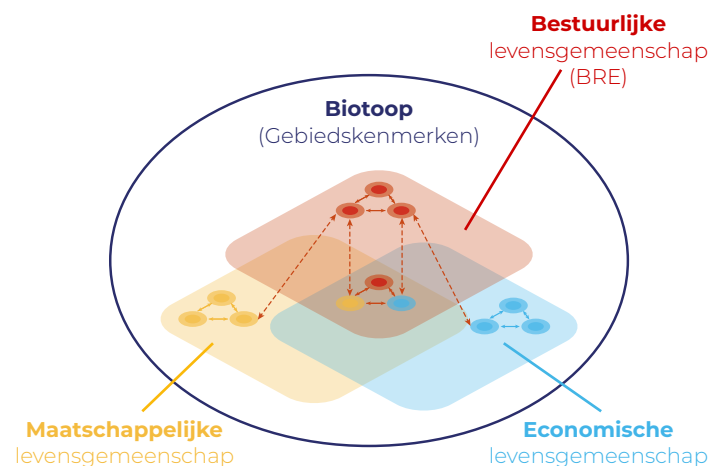 Bestuurlijke
levensgemeenschap
(BRE)
Biotoop
(Gebiedskenmerken)
Maatschappelijke
levensgemeenschap
Economische
levensgemeenschap